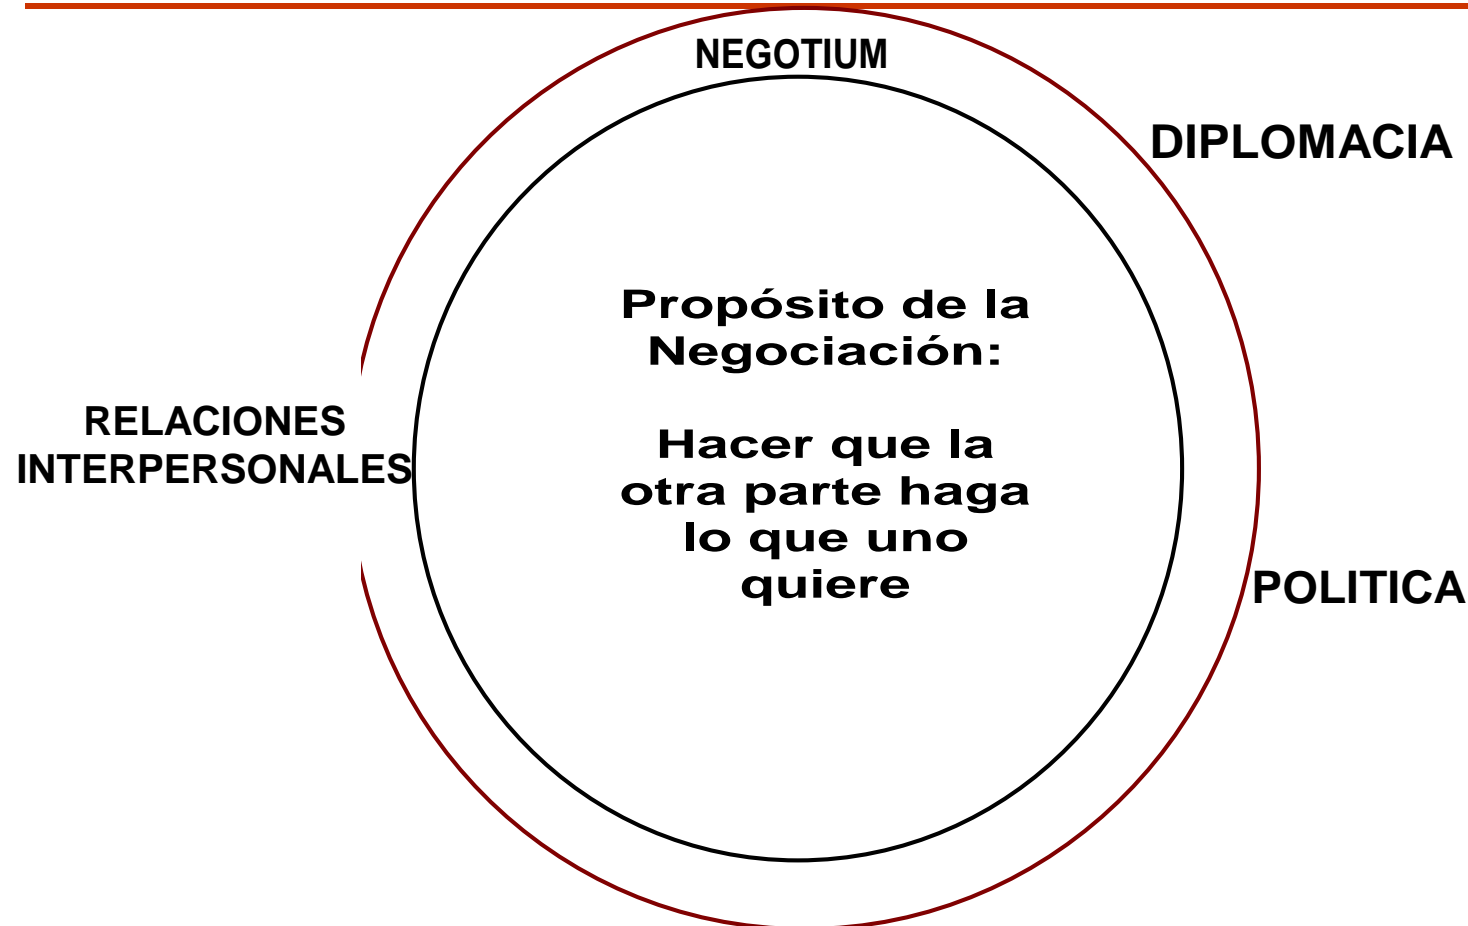 NEGOTIUM
DIPLOMACIA
Propósito de la
Negociación:
Hacer que la
otra parte haga
lo que uno
quiere
RELACIONES
INTERPERSONALES
POLITICA